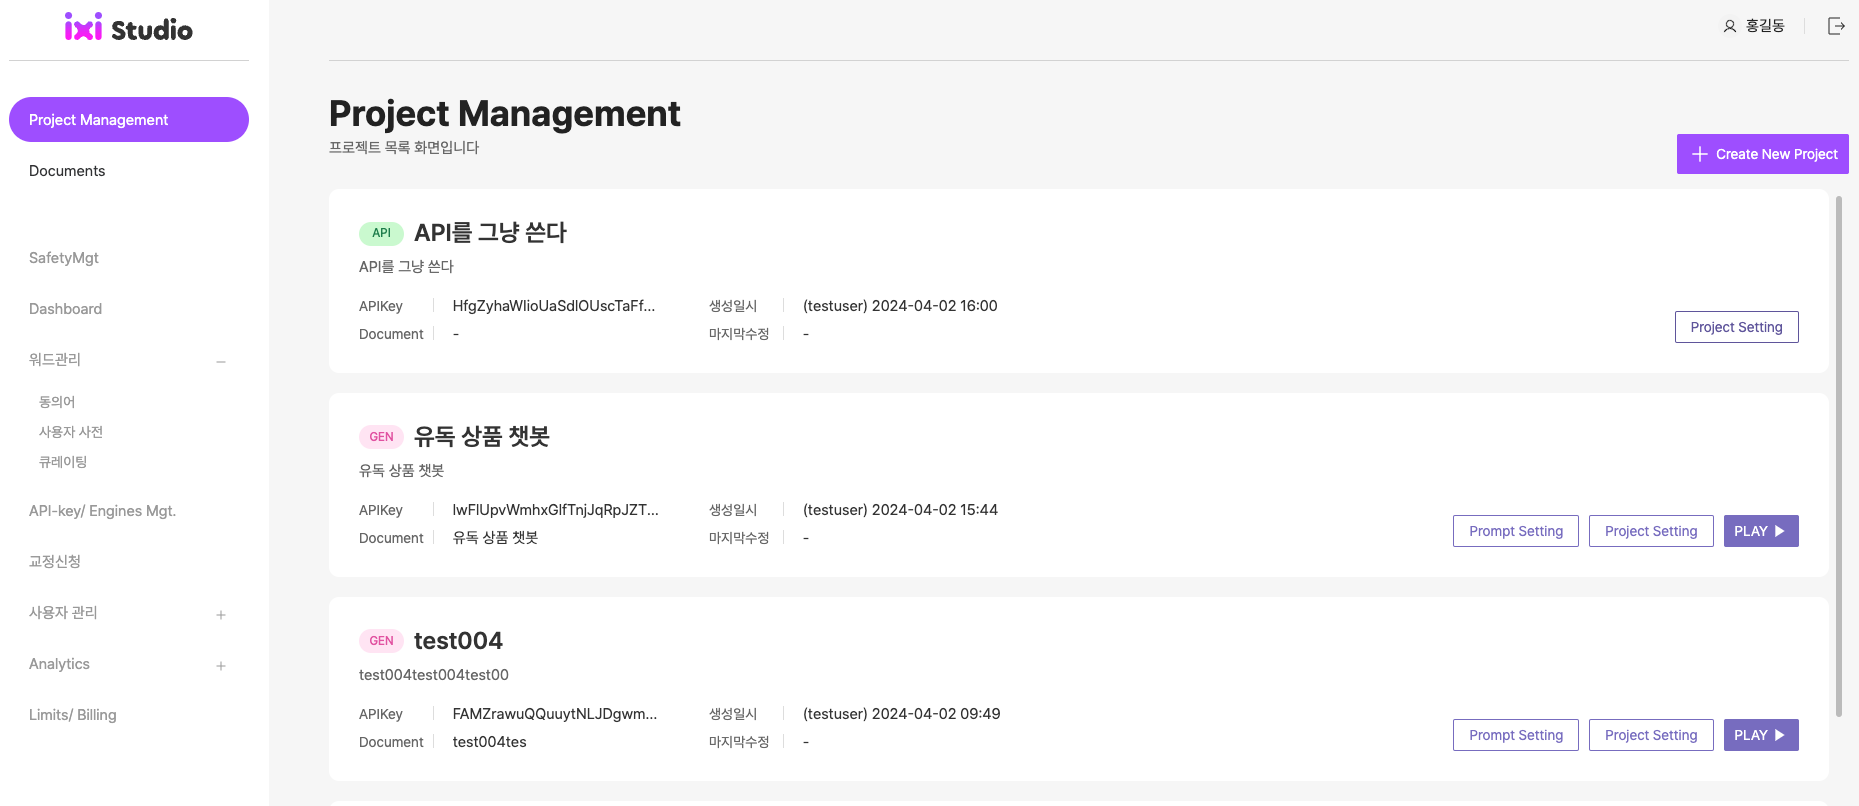 ixi Studio
홍길동
Project Management
Documents
SafetyMgt
Dashboard
워드관리
동의어
사용자 사전
큐레이팅
API-key/ Engines Mgt.
교정신청
사용자 관리
Analytics
Limits/ Billing
Project Management
프로젝트 목록 화면입니다
Create New Project
API API를 그냥 쓴다
API를 그냥 쓴다
APIKey HfgZyhaWlioUaSdlOUscTaFf... 생성일시 (testuser) 2024-04-02 16:00
Document - 마지막수정 -
Project Setting
GEN 유독 상품 챗봇
유독 상품 챗봇
APIKey lwFlUpvWmhxGlfTnjJqRpJZT... 생성일시 (testuser) 2024-04-02 15:44
Document 유독 상품 챗봇 마지막수정 -
Prompt Setting Project Setting PLAY
GEN test004
test004test004test00
APIKey FAMZrawuQQuuytNLJDgwm... 생성일시 (testuser) 2024-04-02 09:49
Document test004tes 마지막수정 -
Prompt Setting Project Setting PLAY